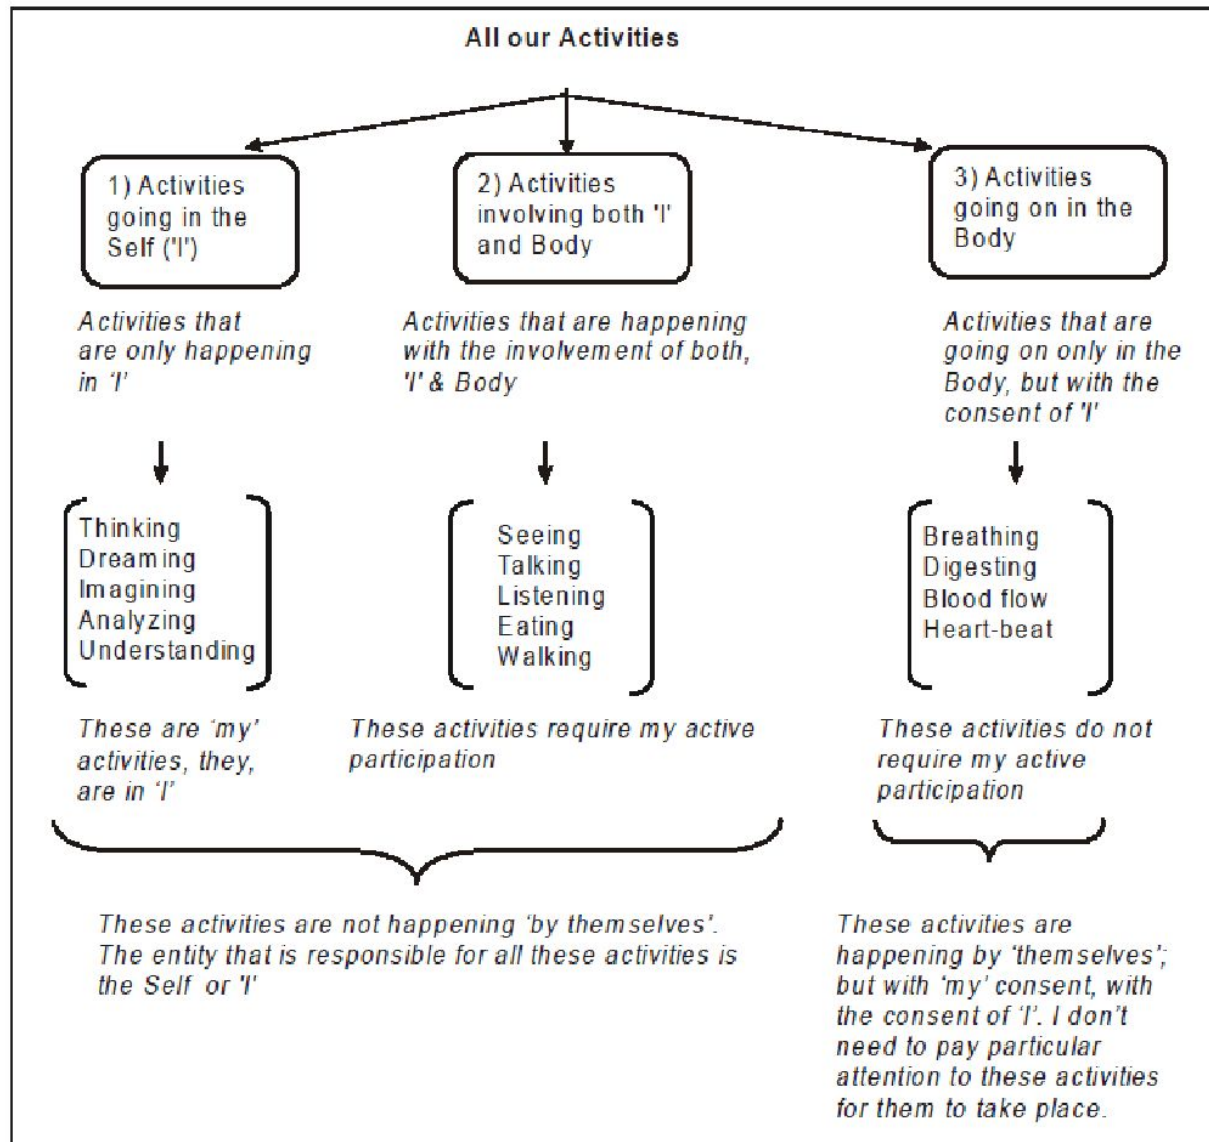 All our Activities
1) Activities
going in the
Self ('I')
2) Activities
involving both 'I'
and Body
3) Activities
going on in the
Body
Activities that
are only happening
in ‘I’
Activities that are happening
with the involvement of both,
'I' & Body
Activities that are
going on only in the
Body, but with the
consent of 'I'
Thinking
Dreaming
Imagining
Analyzing
Understanding
Seeing
Talking
Listening
Eating
Walking
Breathing
Digesting
Blood flow
Heart-beat
These are ‘my’
activities, they,
are in ‘I’
These activities require my active
participation
These activities do not
require my active
participation
These activities are not happening ‘by themselves’.
The entity that is responsible for all these activities is
the Self or 'I'
These activities are
happening by ‘themselves’;
but with ‘my’ consent, with
the consent of ‘I’. I don’t
need to pay particular
attention to these activities
for them to take place.